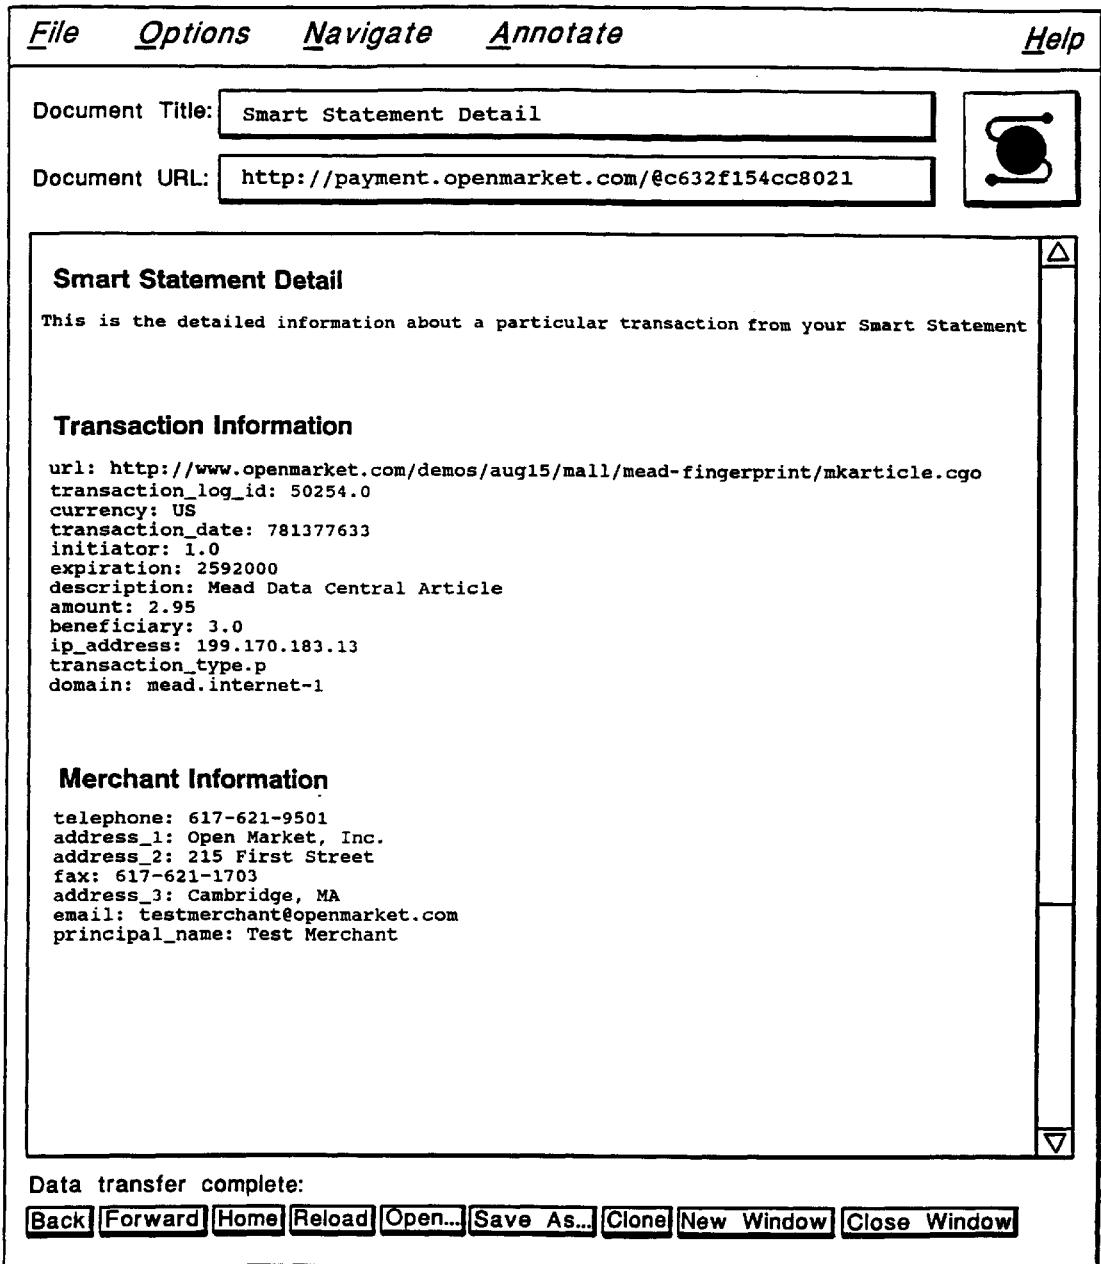 File Options Navigate Annotate Help
Document Title: Smart Statement Detail
Document URL: http://payment.openmarket.com/@c632f154cc8021
Smart Statement Detail
This is the detailed information about a particular transaction from your Smart Statement
Transaction Information
url: http://www.openmarket.com/demos/aug15/mall/mead-fingerprint/mkarticle.cgo
transaction_log_id: 50254.0
currency: US
transaction_date: 781377633
initiator: 1.0
expiration: 2592000
description: Mead Data Central Article
amount: 2.95
beneficiary: 3.0
ip_address: 199.170.183.13
transaction_type.p
domain: mead.internet-1
Merchant Information
telephone: 617-621-9501
address_1: Open Market, Inc.
address_2: 215 First Street
fax: 617-621-1703
address_3: Cambridge, MA
email: testmerchant@openmarket.com
principal_name: Test Merchant
Data transfer complete:
Back Forward Home Reload Open... Save As... Clone New Window Close Window